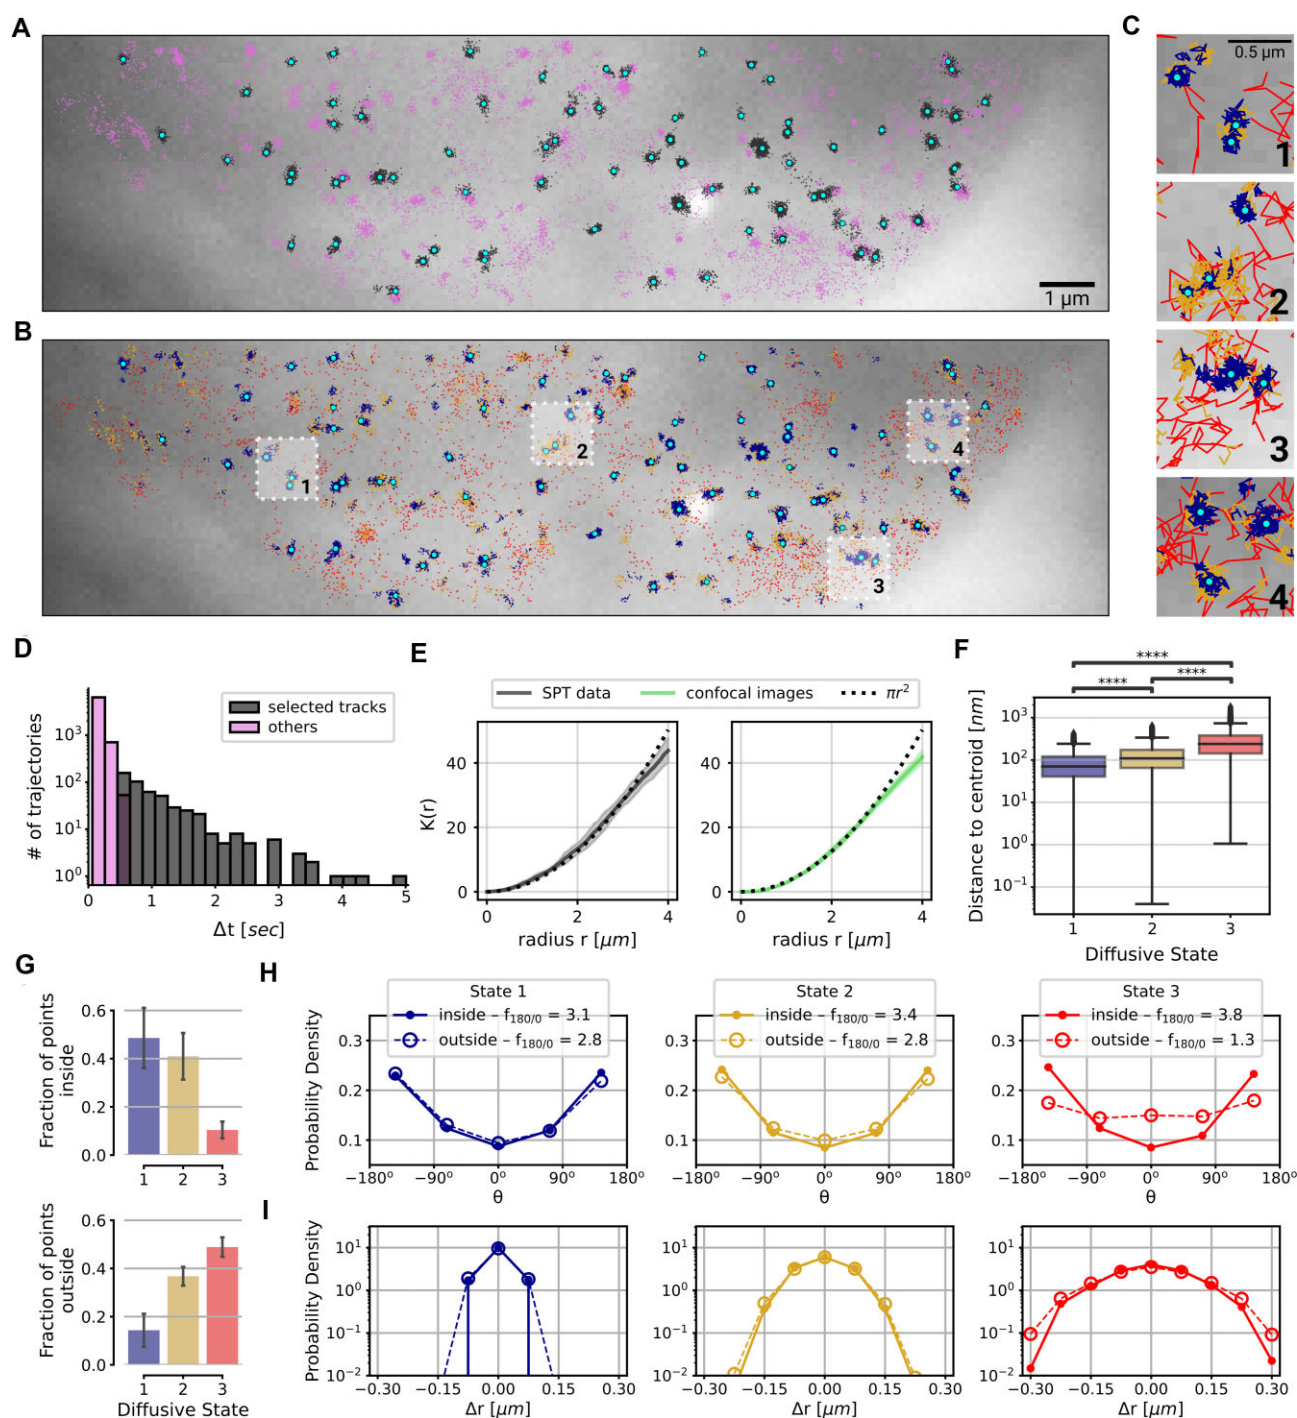 A
1 μm
B
1
2
3
4
C
0.5 μm
1
2
3
4
D
# of trajectories
10³
10²
10¹
10⁰
selected tracks
others
1 2 3 4 5
0
Δt [sec]
E
SPT data confocal images πr²
K(r)
40
20
0
0 2 4
radius r [μm]
0 2 4
40
20
0
radius r [μm]
F
****
**** ****
Distance to centroid [nm]
10³
10²
10¹
10⁰
10⁻¹
1 2 3
Diffusive State
G
Fraction of points
inside
0.6
0.4
0.2
0.0
1 2 3
Fraction of points
outside
0.6
0.4
0.2
0.0
1 2 3
Diffusive State
H
Probability Density
0.3
0.2
0.1
State 1
inside – f180/0 = 3.1
outside – f180/0 = 2.8
−180° −90° 0° 90° 180°
θ
0.3
0.2
0.1
State 2
inside – f180/0 = 3.4
outside – f180/0 = 2.8
−180° −90° 0° 90° 180°
θ
0.3
0.2
0.1
State 3
inside – f180/0 = 3.8
outside – f180/0 = 1.3
−180° −90° 0° 90° 180°
θ
I
Probability Density
10¹
10⁰
10⁻¹
10⁻²
−0.30 −0.15 0.00 0.15 0.30
Δr [μm]
10¹
10⁰
10⁻¹
10⁻²
−0.30 −0.15 0.00 0.15 0.30
Δr [μm]
10¹
10⁰
10⁻¹
10⁻²
−0.30 −0.15 0.00 0.15 0.30
Δr [μm]